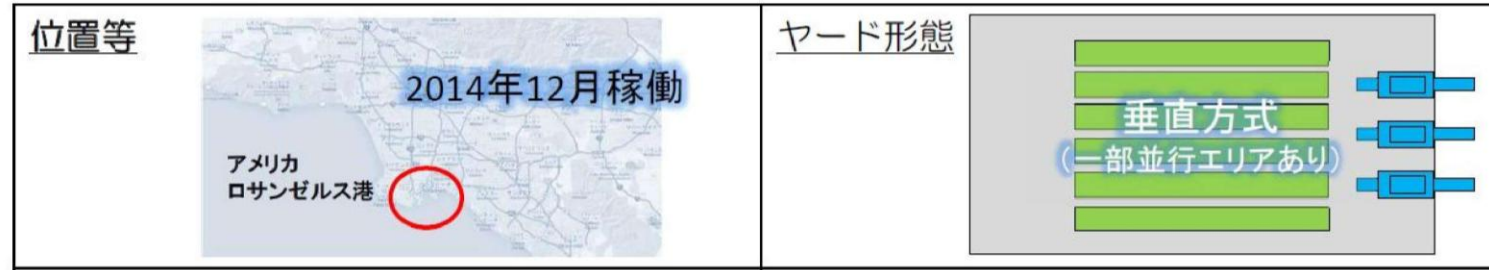 位置等
2014年12月稼働
アメリカ
ロサンゼルス港
ヤード形態
垂直方式
(一部並行エリアあり)